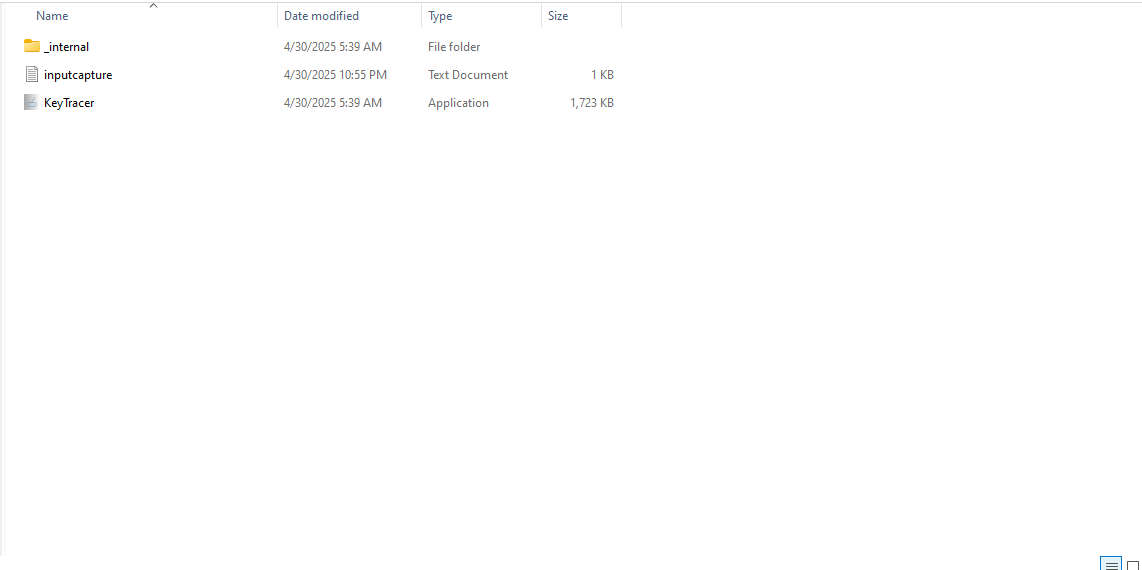 Name Date modified Type Size
_internal 4/30/2025 5:39 AM File folder
inputcapture 4/30/2025 10:55 PM Text Document 1 KB
KeyTracer 4/30/2025 5:39 AM Application 1,723 KB